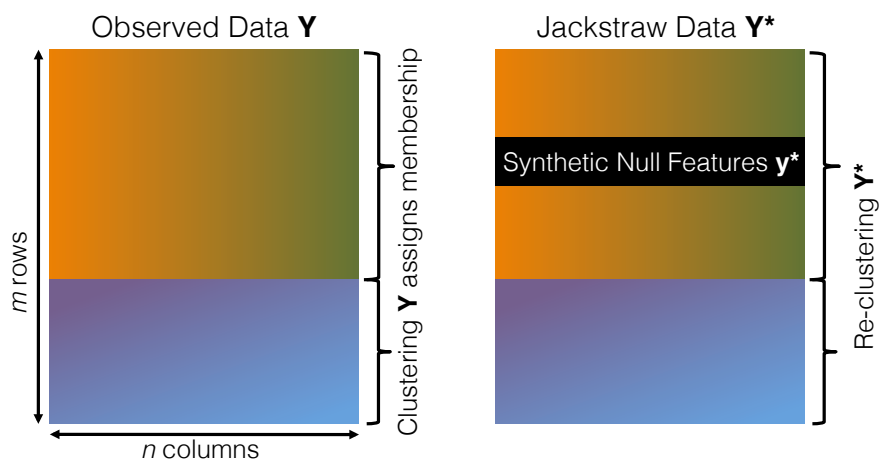 Observed Data Y
Jackstraw Data Y*
m rows
Clustering Y assigns membership
Synthetic Null Features y*
Re-clustering Y*
n columns